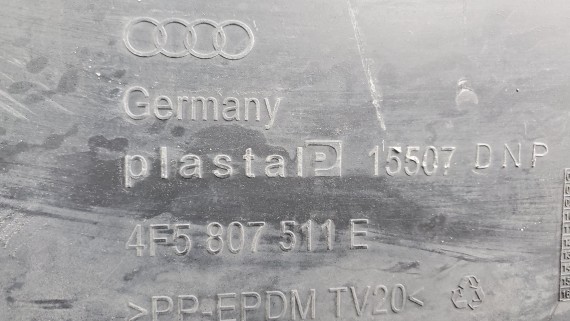 Germany
plastal P 15507 DNP
4F5 807 511 E
>PP-EPDM TV20<